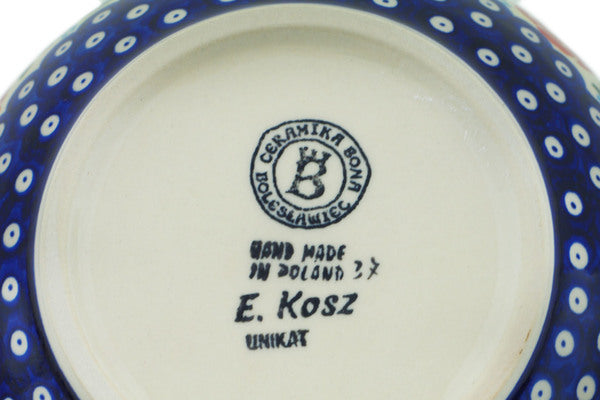 CERAMIKA BONA
B
BOLESŁAWIEC
HAND MADE
IN POLAND 37
E. KOSZ
UNIKAT